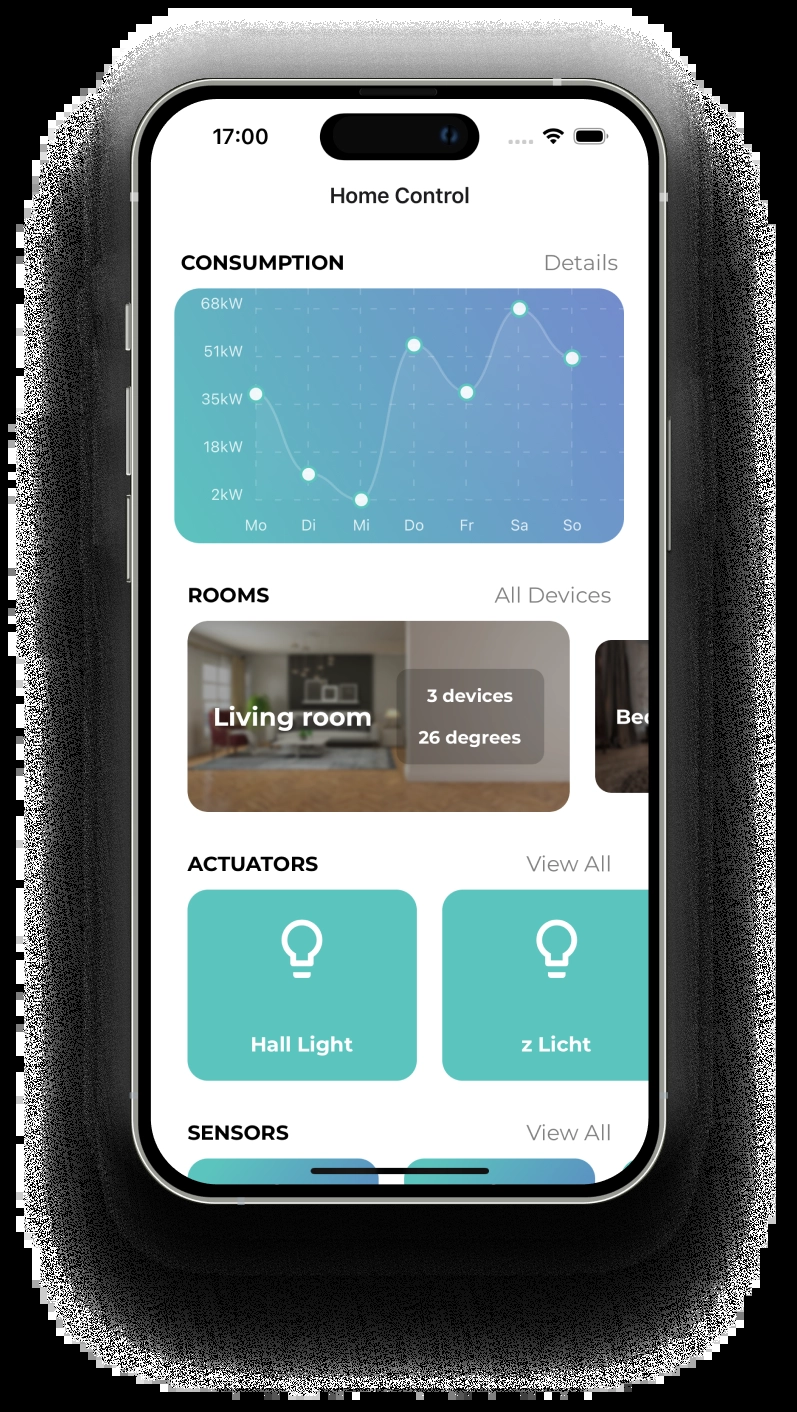 17:00
Home Control
CONSUMPTION Details
68kW
51kW
35kW
18kW
2kW
Mo Di Mi Do Fr Sa So
ROOMS All Devices
Living room
3 devices
26 degrees
ACTUATORS View All
Hall Light
z Licht
SENSORS View All